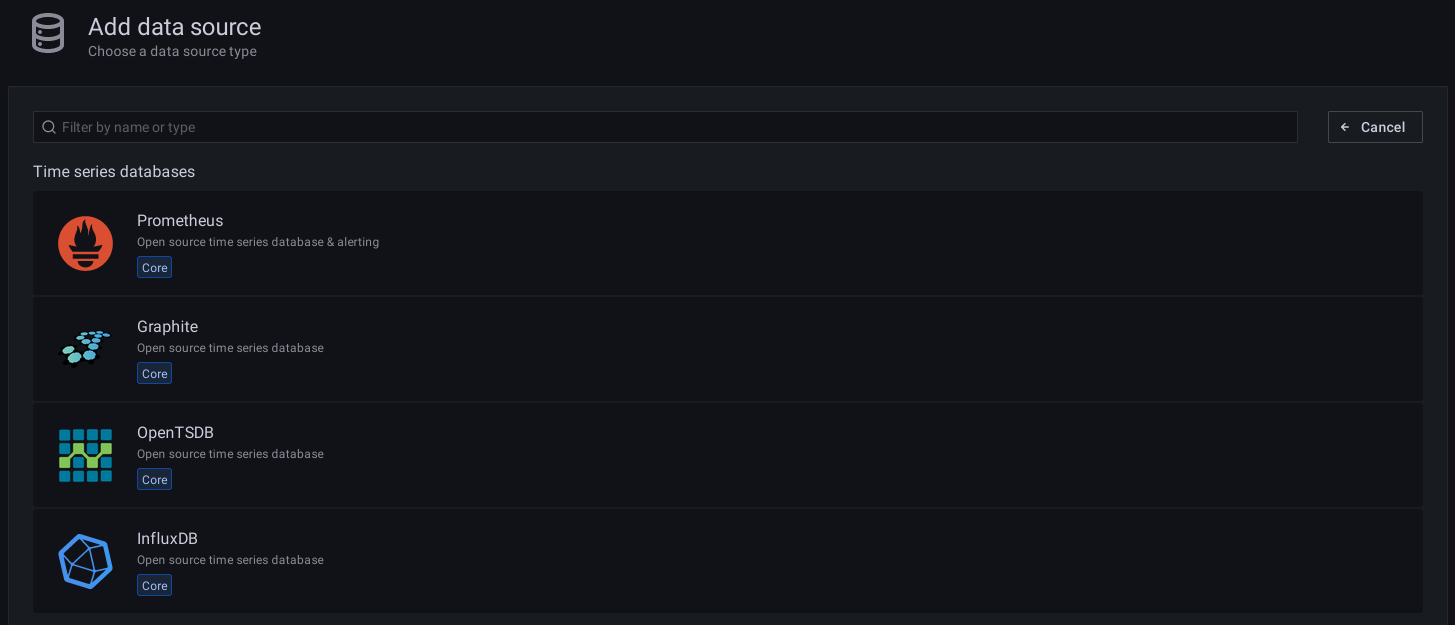 Add data source
Choose a data source type
Filter by name or type
Cancel
Time series databases
Prometheus
Open source time series database & alerting
Core
Graphite
Open source time series database
Core
OpenTSDB
Open source time series database
Core
InfluxDB
Open source time series database
Core